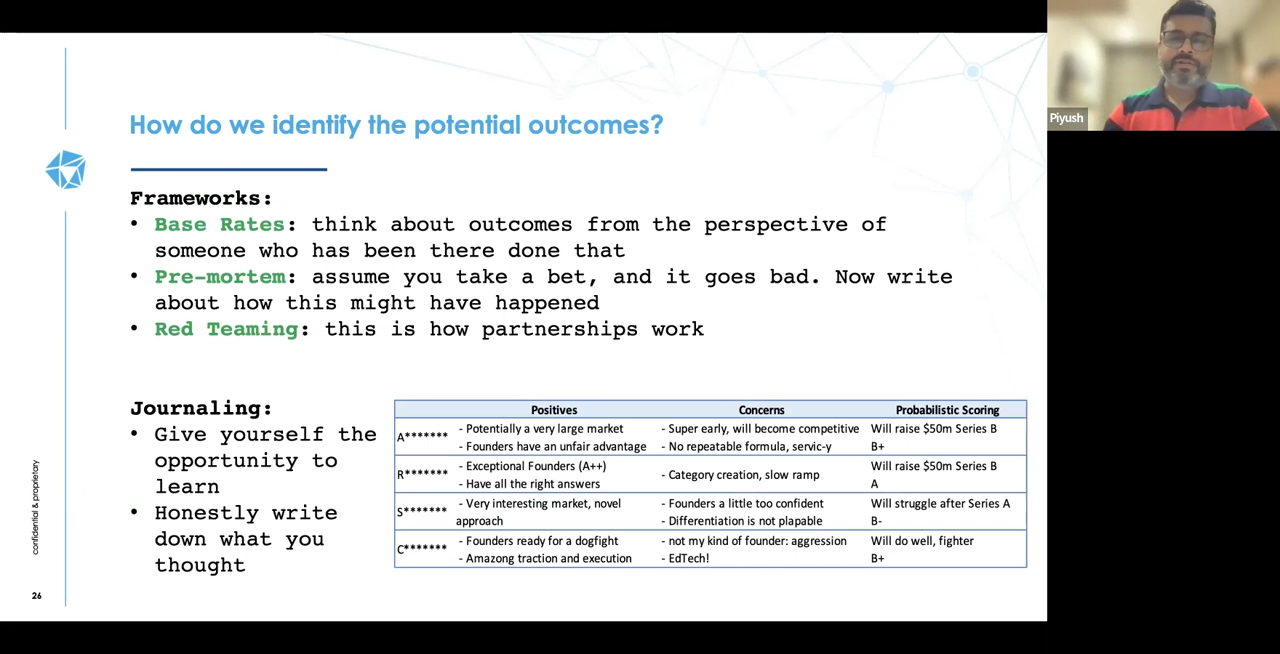 Piyush
How do we identify the potential outcomes?
Frameworks:
• Base Rates: think about outcomes from the perspective of
someone who has been there done that
• Pre-mortem: assume you take a bet, and it goes bad. Now write
about how this might have happened
• Red Teaming: this is how partnerships work
Journaling:
• Give yourself the
opportunity to
learn
• Honestly write
down what you
thought
Positives Concerns Probabilistic Scoring
A*******
- Potentially a very large market
- Founders have an unfair advantage
- Super early, will become competitive
- No repeatable formula, servic-y
Will raise $50m Series B
B+
R*******
- Exceptional Founders (A++)
- Have all the right answers
- Category creation, slow ramp
Will raise $50m Series B
A
S*******
- Very interesting market, novel
approach
- Founders a little too confident
- Differentiation is not plapable
Will struggle after Series A
B-
C*******
- Founders ready for a dogfight
- Amazong traction and execution
- not my kind of founder: aggression
- EdTech!
Will do well, fighter
B+
confidential & proprietary
26